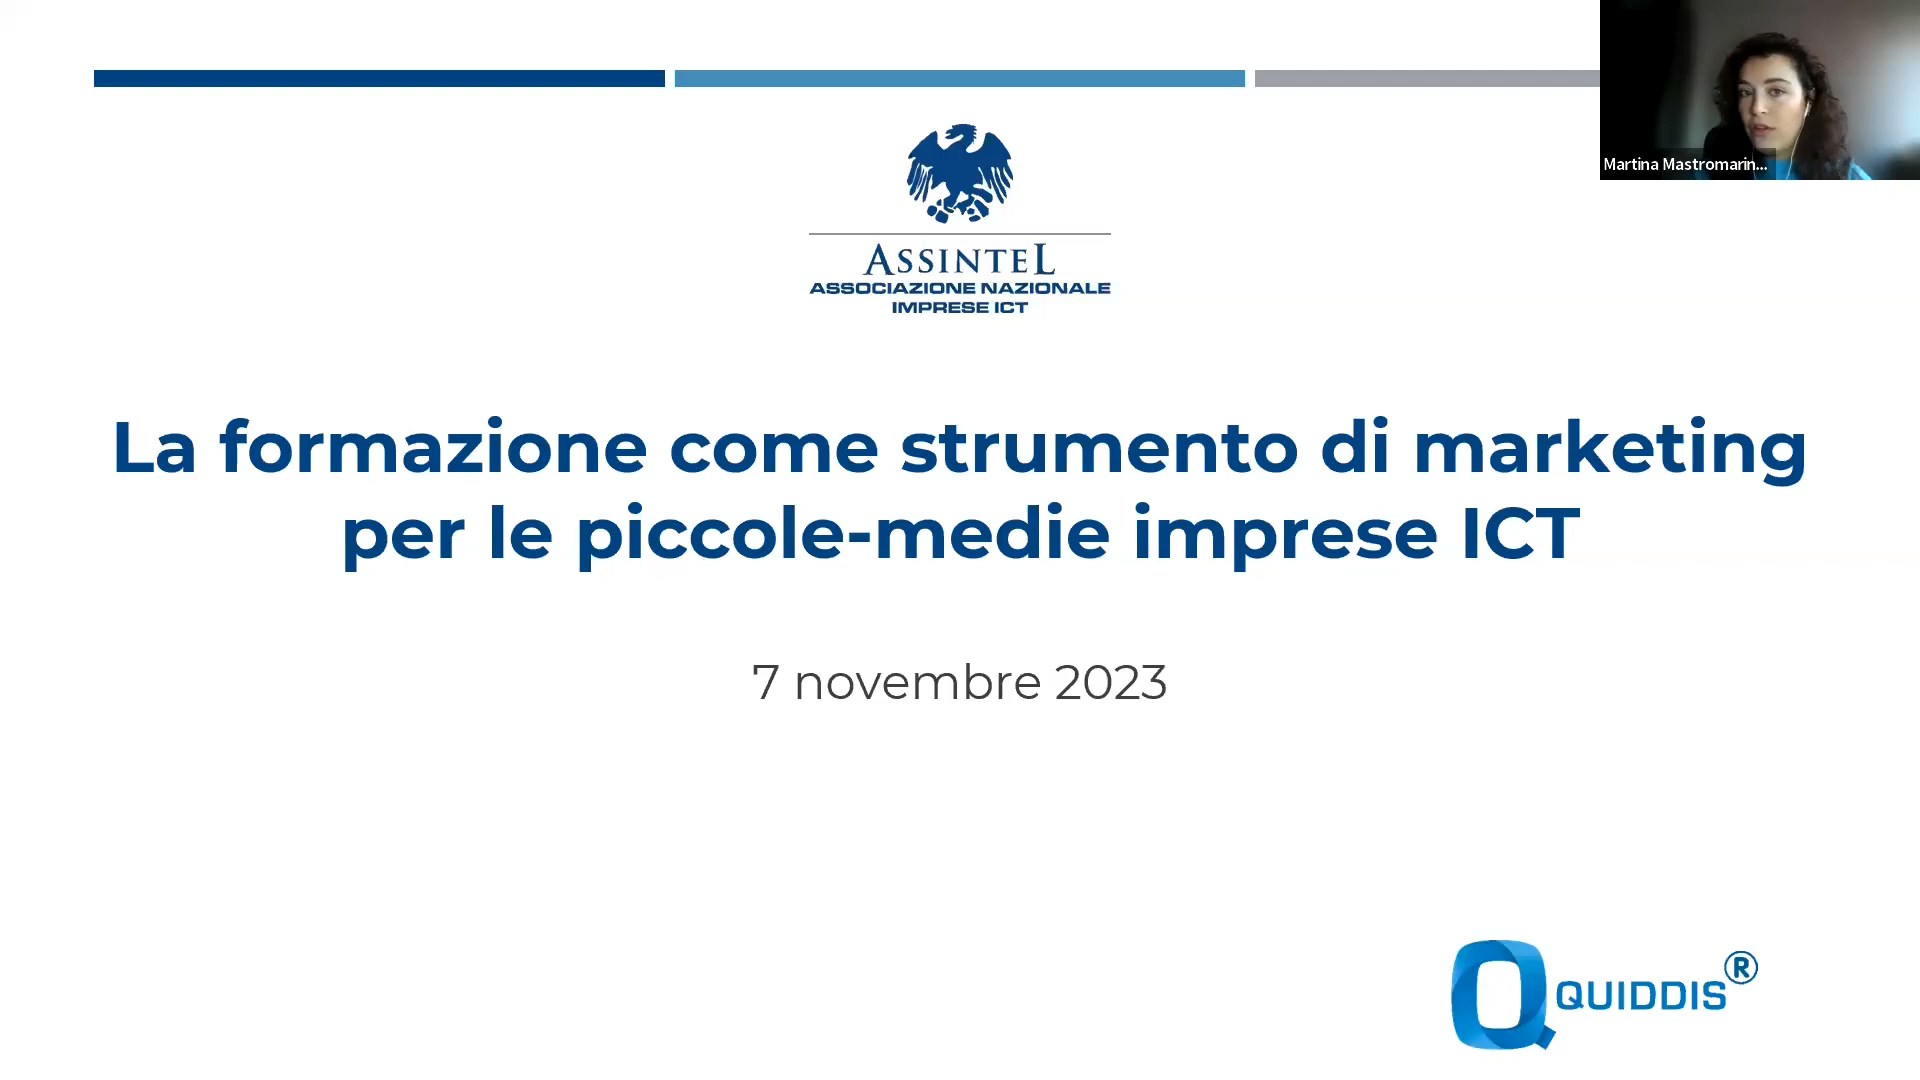 Martina Mastromarin...
ASSINTEL
ASSOCIAZIONE NAZIONALE
IMPRESE ICT
La formazione come strumento di marketing
per le piccole-medie imprese ICT
7 novembre 2023
QUIDDIS®